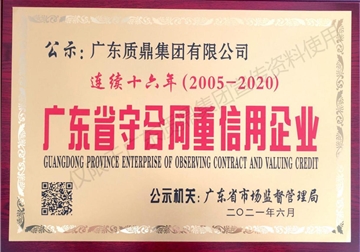 公示：广东质鼎集团有限公司
连续十六年(2005-2020)
广东省守合同重信用企业
GUANGDONG PROVINCE ENTERPRISE OF OBSERVING CONTRACT AND VALUING CREDIT
公示机关：广东省市场监督管理局
二〇二一年六月